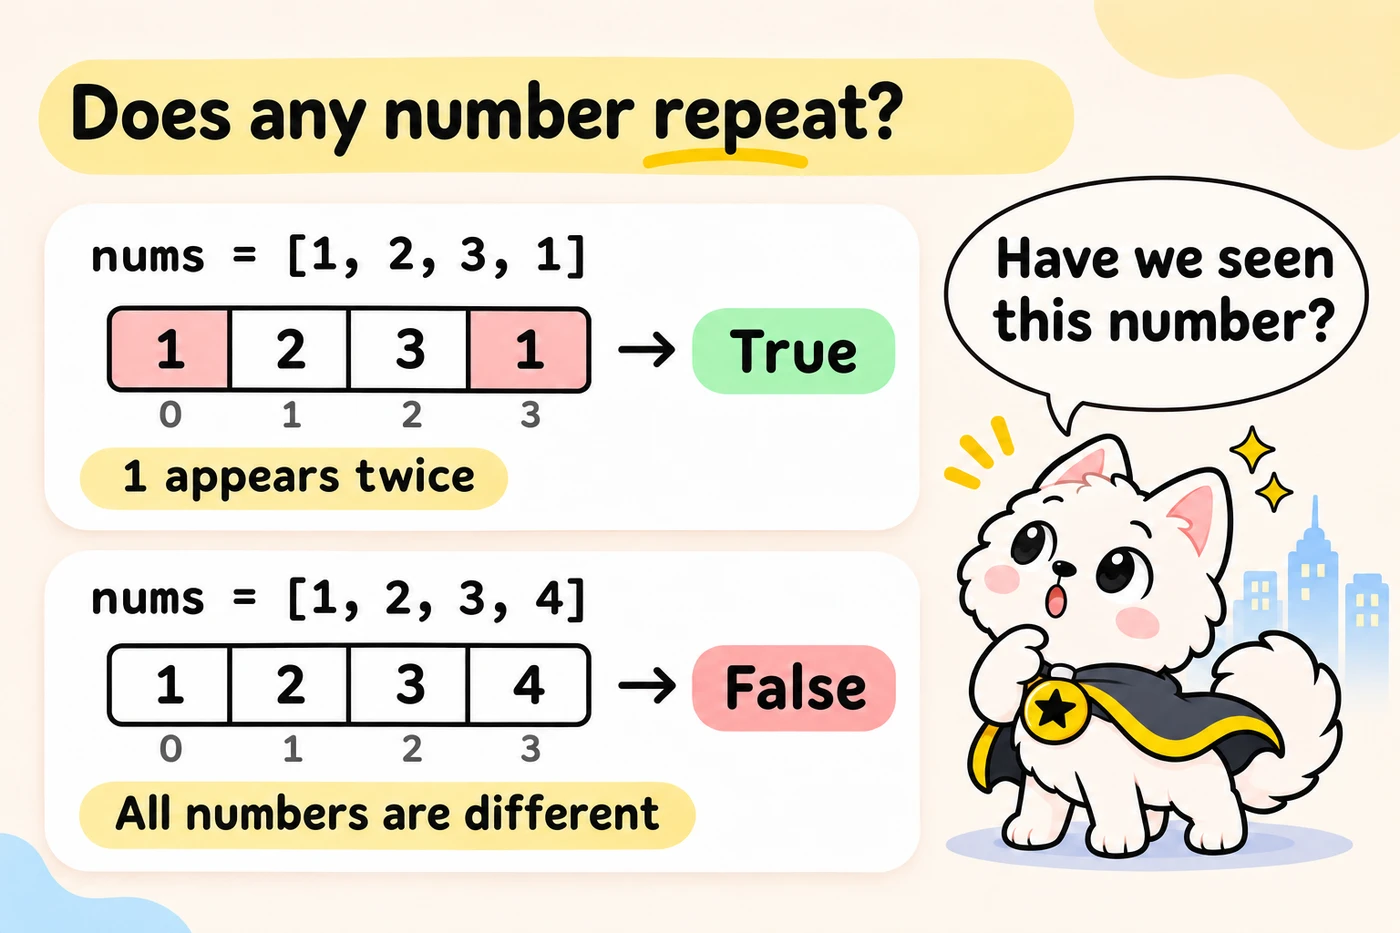 Does any number repeat?
nums = [1, 2, 3, 1]
1 2 3 1 → True
0 1 2 3
1 appears twice
nums = [1, 2, 3, 4]
1 2 3 4 → False
0 1 2 3
All numbers are different
Have we seen
this number?